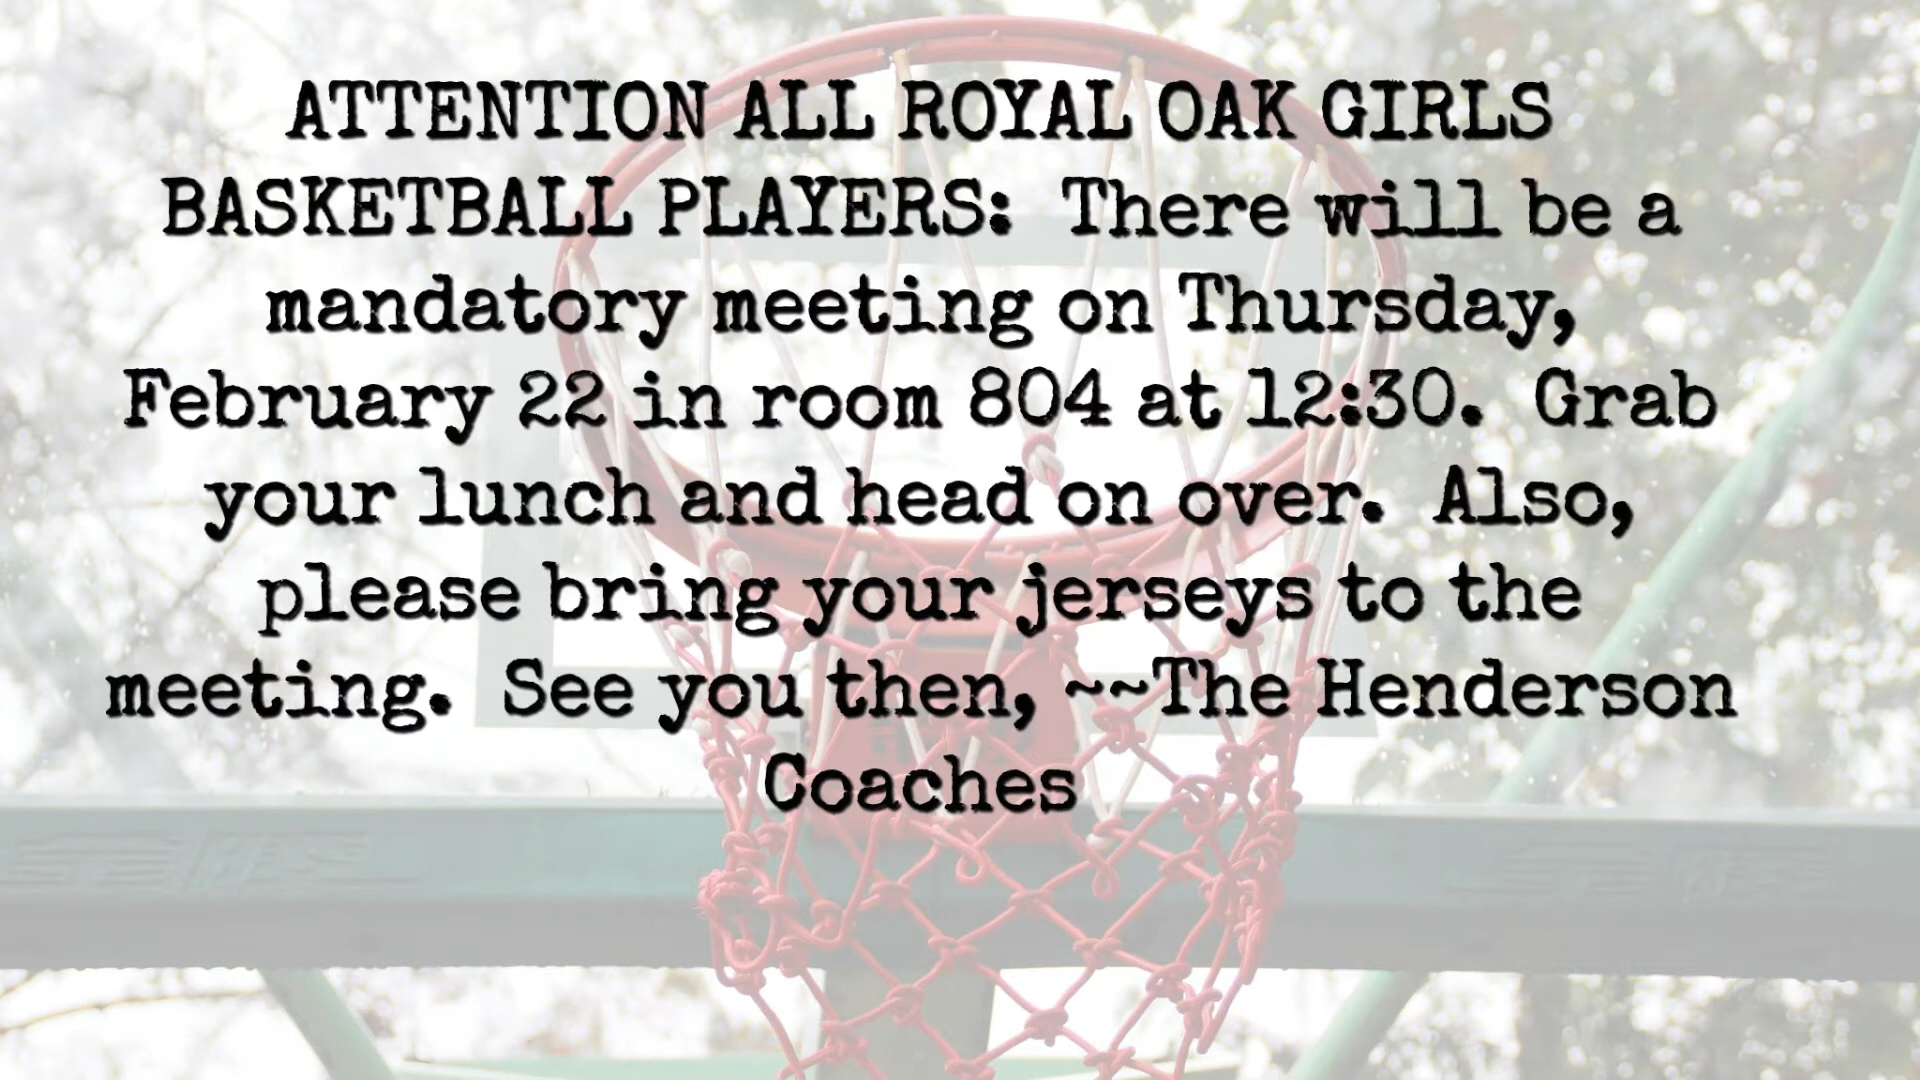 ATTENTION ALL ROYAL OAK GIRLS
BASKETBALL PLAYERS:  There will be a
mandatory meeting on Thursday,
February 22 in room 804 at 12:30.  Grab
your lunch and head on over.  Also,
please bring your jerseys to the
meeting.  See you then, ~~The Henderson
Coaches